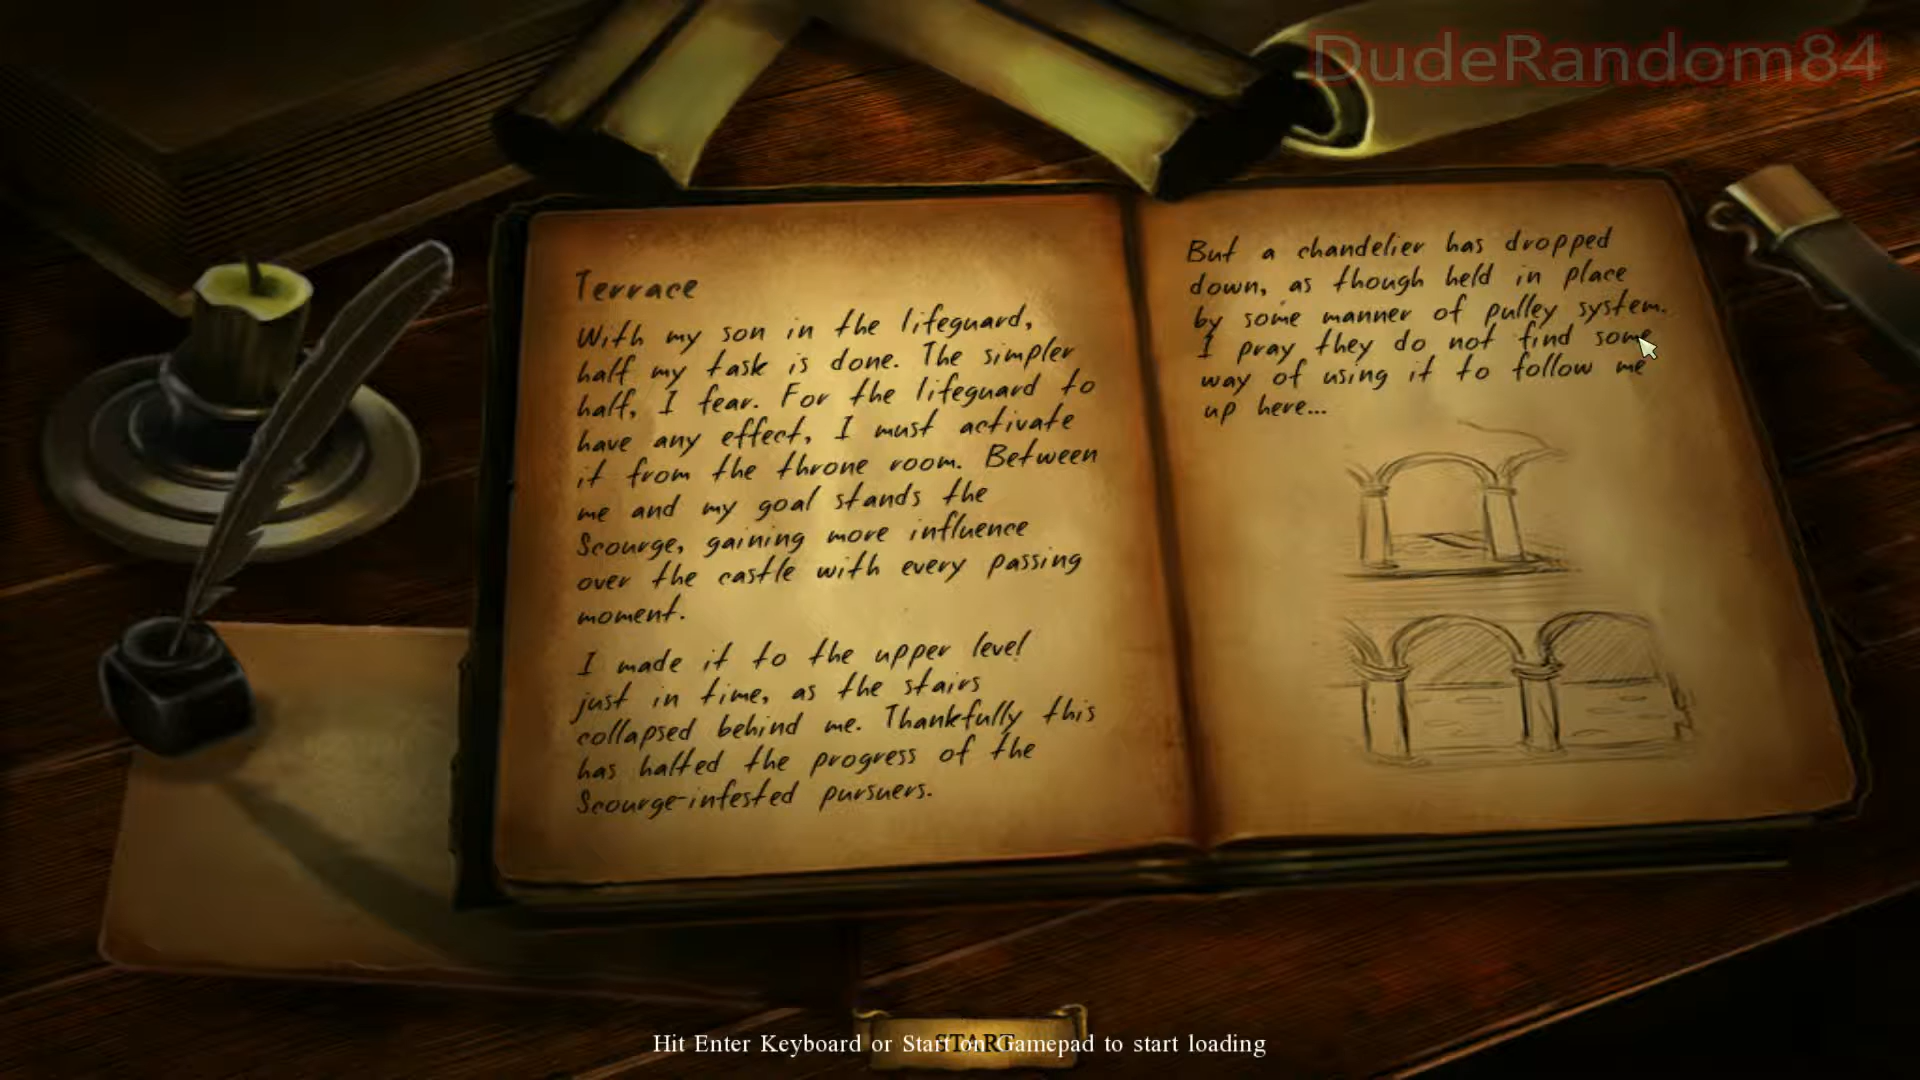 DudeRandom84
Terrace
With my son in the lifeguard,
half my task is done. The simpler
half, I fear. For the lifeguard to
have any effect, I must activate
it from the throne room. Between
me and my goal stands the
Scourge, gaining more influence
over the castle with every passing
moment.
I made it to the upper level
just in time, as the stairs
collapsed behind me. Thankfully this
has halted the progress of the
Scourge-infested pursuers.
But a chandelier has dropped
down, as though held in place
by some manner of pulley system.
I pray they do not find some
way of using it to follow me
up here...
START
Hit Enter Keyboard or Start on Gamepad to start loading